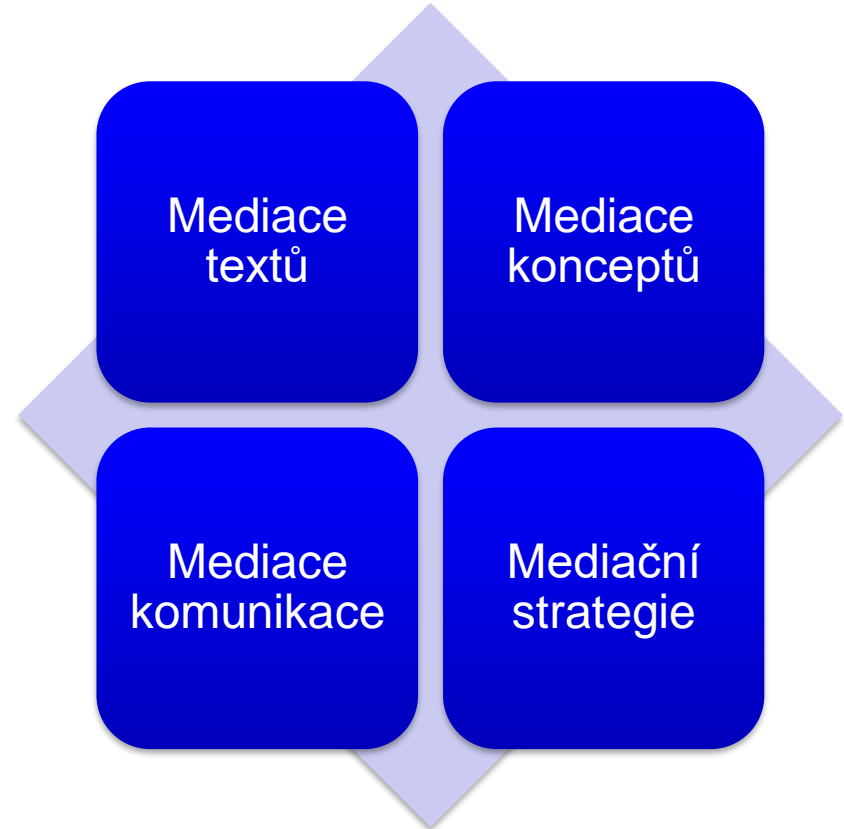 Mediace
textů
Mediace
konceptů
Mediace
komunikace
Mediační
strategie